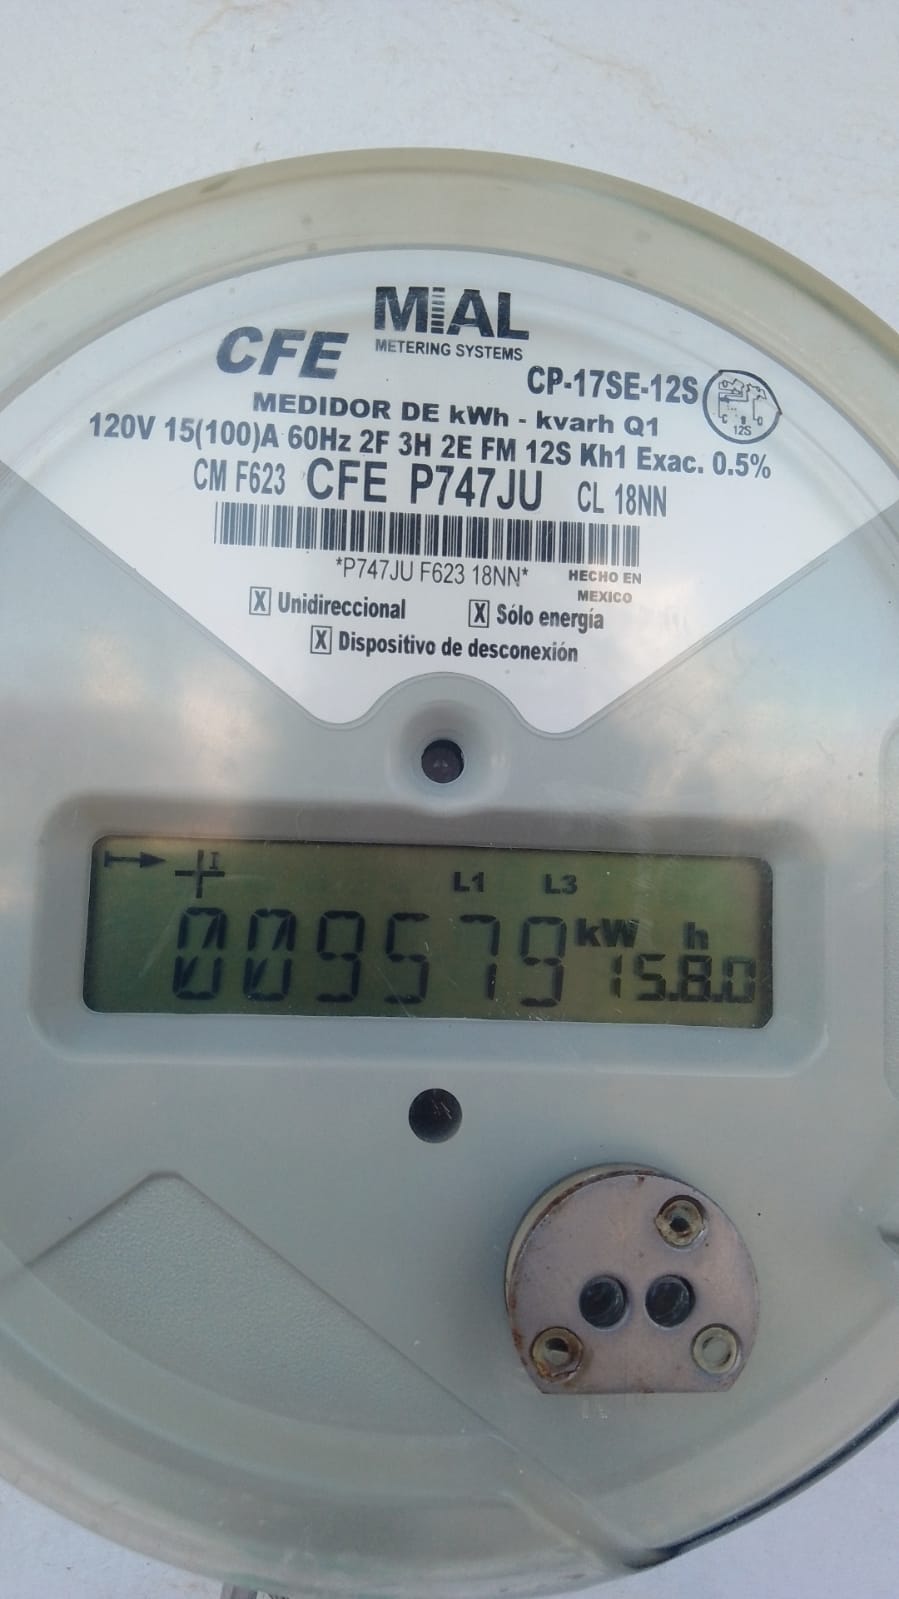 MIAL
METERING SYSTEMS
CFE
CP-17SE-12S
12S
MEDIDOR DE kWh - kvarh Q1
120V 15(100)A 60Hz 2F 3H 2E FM 12S Kh1 Exac. 0.5%
CM F623 CFE P747JU CL 18NN
*P747JU F623 18NN*
HECHO EN
MEXICO
X Unidireccional X Sólo energía
X Dispositivo de desconexión
I L1 L3
009579 kW h
15.8.0